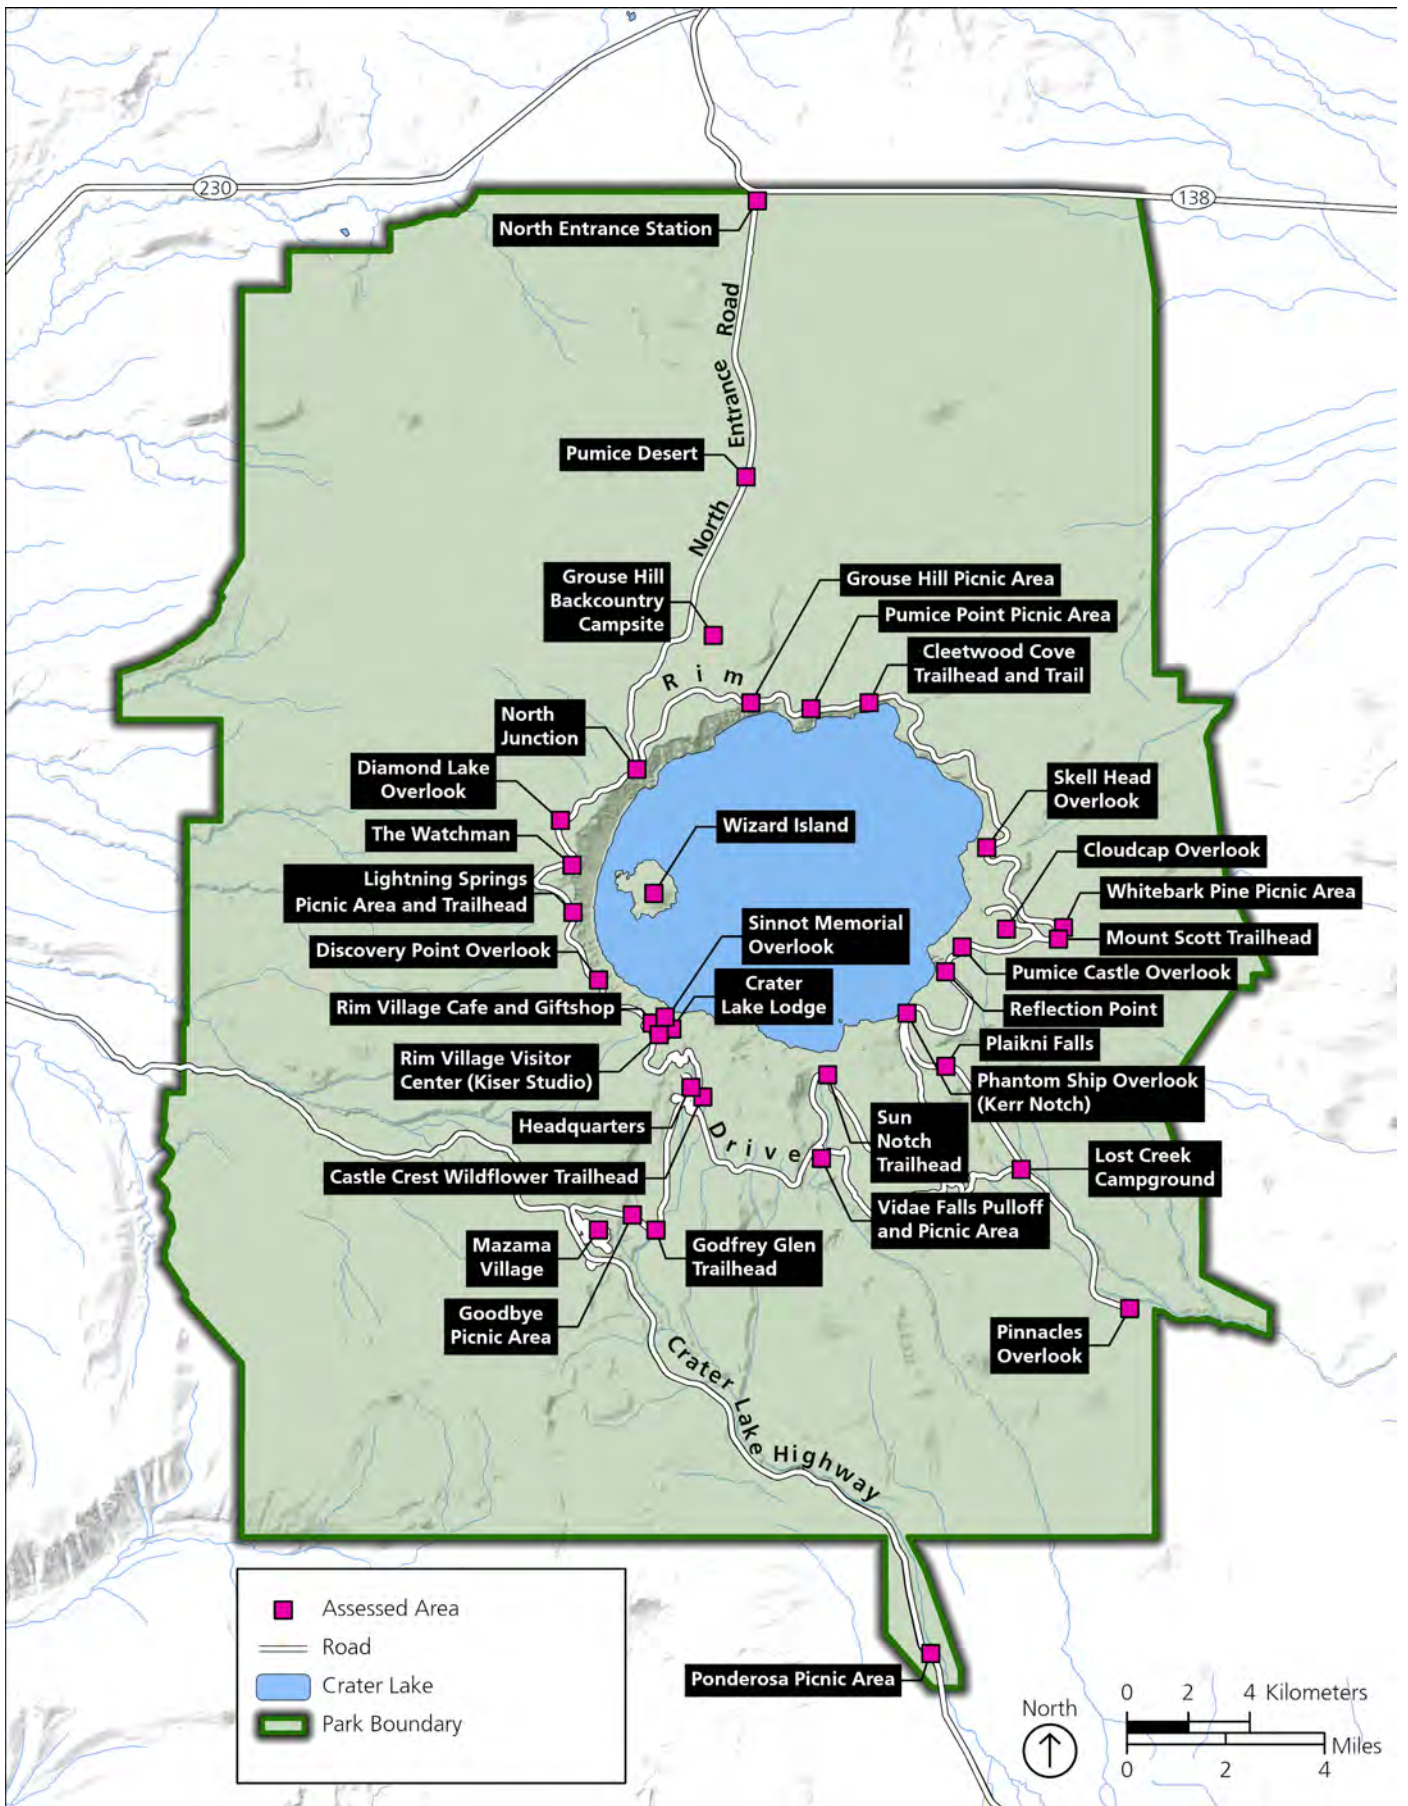 230
138
North Entrance Station
North Entrance Road
Pumice Desert
Grouse Hill
Backcountry
Campsite
Grouse Hill Picnic Area
Pumice Point Picnic Area
Cleetwood Cove
Trailhead and Trail
Rim
North
Junction
Diamond Lake
Overlook
Skell Head
Overlook
The Watchman
Wizard Island
Cloudcap Overlook
Lightning Springs
Picnic Area and Trailhead
Whitebark Pine Picnic Area
Sinnot Memorial
Overlook
Mount Scott Trailhead
Discovery Point Overlook
Pumice Castle Overlook
Crater
Lake Lodge
Rim Village Cafe and Giftshop
Reflection Point
Plaikni Falls
Rim Village Visitor
Center (Kiser Studio)
Phantom Ship Overlook
(Kerr Notch)
Headquarters
Drive
Sun
Notch
Trailhead
Castle Crest Wildflower Trailhead
Lost Creek
Campground
Vidae Falls Pulloff
and Picnic Area
Mazama
Village
Godfrey Glen
Trailhead
Goodbye
Picnic Area
Pinnacles
Overlook
Crater Lake Highway
Assessed Area
Road
Crater Lake
Park Boundary
Ponderosa Picnic Area
North
0 2 4 Kilometers
Miles
0 2 4